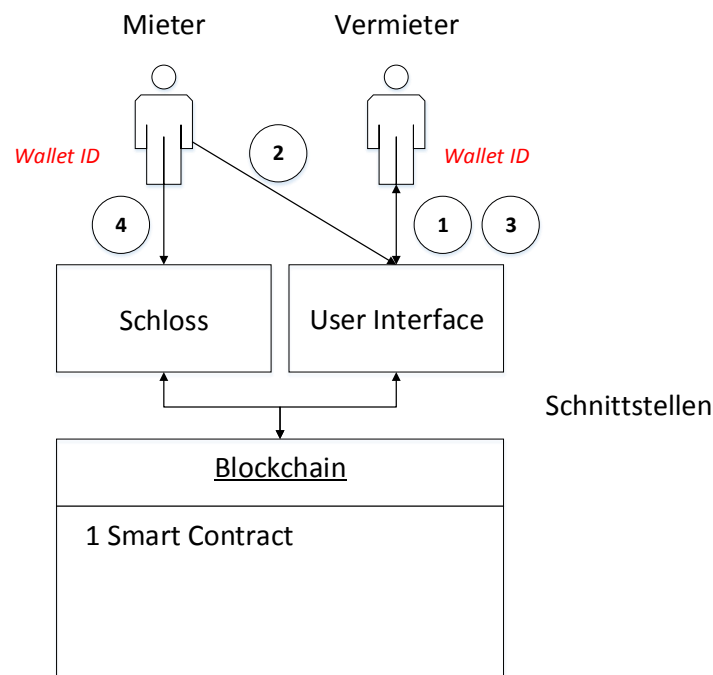 Mieter
Vermieter
Wallet ID
2
Wallet ID
4
1
3
Schloss
User Interface
Schnittstellen
Blockchain
1 Smart Contract